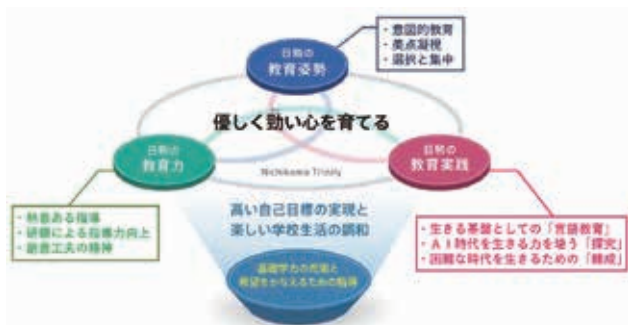 ・意図的教育
・美点凝視
・選択と集中
日駒の
教育姿勢
優しく勁い心を育てる
日駒の
教育力
日駒の
教育実践
Nichikoma Trinity
・熱意ある指導
・研鑽による指導力向上
・創意工夫の精神
高い自己目標の実現と
楽しい学校生活の調和
・生きる基盤としての「言語教育」
・AI時代を生きる力を培う「探究」
・困難な時代を生きるための「錬成」
基礎学力の充実と
希望をかなえるための指導